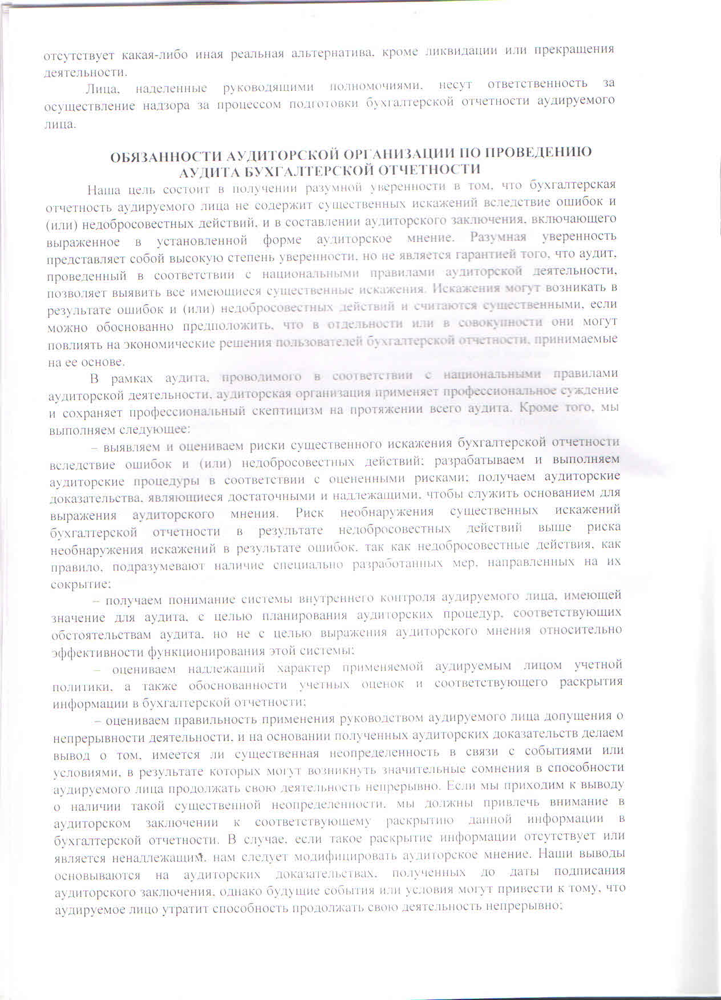 отсутствует какая-либо иная реальная альтернатива, кроме ликвидации или прекращения
деятельности.
Лица, наделенные руководящими полномочиями, несут ответственность за
осуществление надзора за процессом подготовки бухгалтерской отчетности аудируемого
лица.
ОБЯЗАННОСТИ АУДИТОРСКОЙ ОРГАНИЗАЦИИ ПО ПРОВЕДЕНИЮ
АУДИТА БУХГАЛТЕРСКОЙ ОТЧЕТНОСТИ
Наша цель состоит в получении разумной уверенности в том, что бухгалтерская
отчетность аудируемого лица не содержит существенных искажений вследствие ошибок и
(или) недобросовестных действий, и в составлении аудиторского заключения, включающего
выраженное в установленной форме аудиторское мнение. Разумная уверенность
представляет собой высокую степень уверенности, но не является гарантией того, что аудит,
проведенный в соответствии с национальными правилами аудиторской деятельности,
позволяет выявить все имеющиеся существенные искажения. Искажения могут возникать в
результате ошибок и (или) недобросовестных действий и считаются существенными, если
можно обоснованно предположить, что в отдельности или в совокупности они могут
повлиять на экономические решения пользователей бухгалтерской отчетности, принимаемые
на ее основе.
В рамках аудита, проводимого в соответствии с национальными правилами
аудиторской деятельности, аудиторская организация применяет профессиональное суждение
и сохраняет профессиональный скептицизм на протяжении всего аудита. Кроме того, мы
выполняем следующее:
– выявляем и оцениваем риски существенного искажения бухгалтерской отчетности
вследствие ошибок и (или) недобросовестных действий; разрабатываем и выполняем
аудиторские процедуры в соответствии с оцененными рисками; получаем аудиторские
доказательства, являющиеся достаточными и надлежащими, чтобы служить основанием для
выражения аудиторского мнения. Риск необнаружения существенных искажений
бухгалтерской отчетности в результате недобросовестных действий выше риска
необнаружения искажений в результате ошибок, так как недобросовестные действия, как
правило, подразумевают наличие специально разработанных мер, направленных на их
сокрытие;
– получаем понимание системы внутреннего контроля аудируемого лица, имеющей
значение для аудита, с целью планирования аудиторских процедур, соответствующих
обстоятельствам аудита, но не с целью выражения аудиторского мнения относительно
эффективности функционирования этой системы;
– оцениваем надлежащий характер применяемой аудируемым лицом учетной
политики, а также обоснованности учетных оценок и соответствующего раскрытия
информации в бухгалтерской отчетности;
– оцениваем правильность применения руководством аудируемого лица допущения о
непрерывности деятельности, и на основании полученных аудиторских доказательств делаем
вывод о том, имеется ли существенная неопределенность в связи с событиями или
условиями, в результате которых могут возникнуть значительные сомнения в способности
аудируемого лица продолжать свою деятельность непрерывно. Если мы приходим к выводу
о наличии такой существенной неопределенности, мы должны привлечь внимание в
аудиторском заключении к соответствующему раскрытию данной информации в
бухгалтерской отчетности. В случае, если такое раскрытие информации отсутствует или
является ненадлежащим, нам следует модифицировать аудиторское мнение. Наши выводы
основываются на аудиторских доказательствах, полученных до даты подписания
аудиторского заключения, однако будущие события или условия могут привести к тому, что
аудируемое лицо утратит способность продолжать свою деятельность непрерывно;